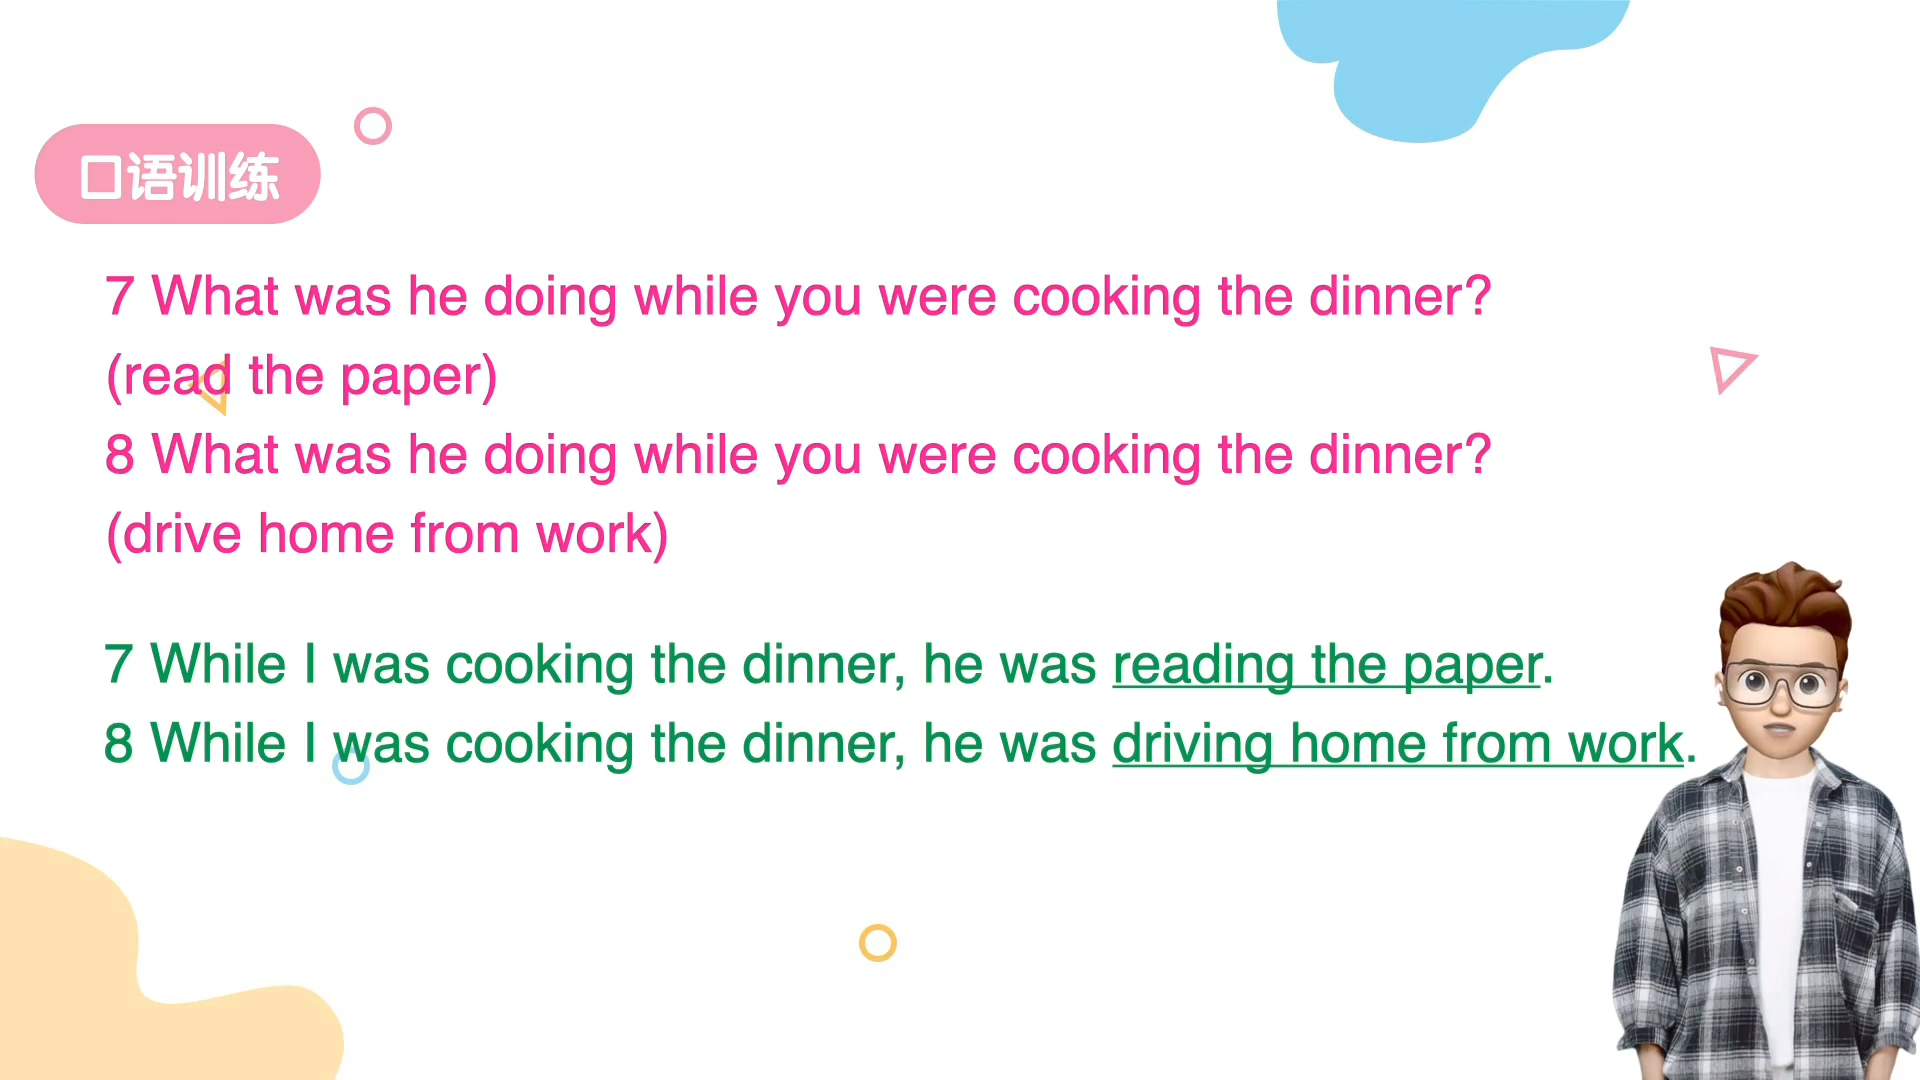 口语训练
7 What was he doing while you were cooking the dinner?
(read the paper)
8 What was he doing while you were cooking the dinner?
(drive home from work)
7 While I was cooking the dinner, he was reading the paper.
8 While I was cooking the dinner, he was driving home from work.